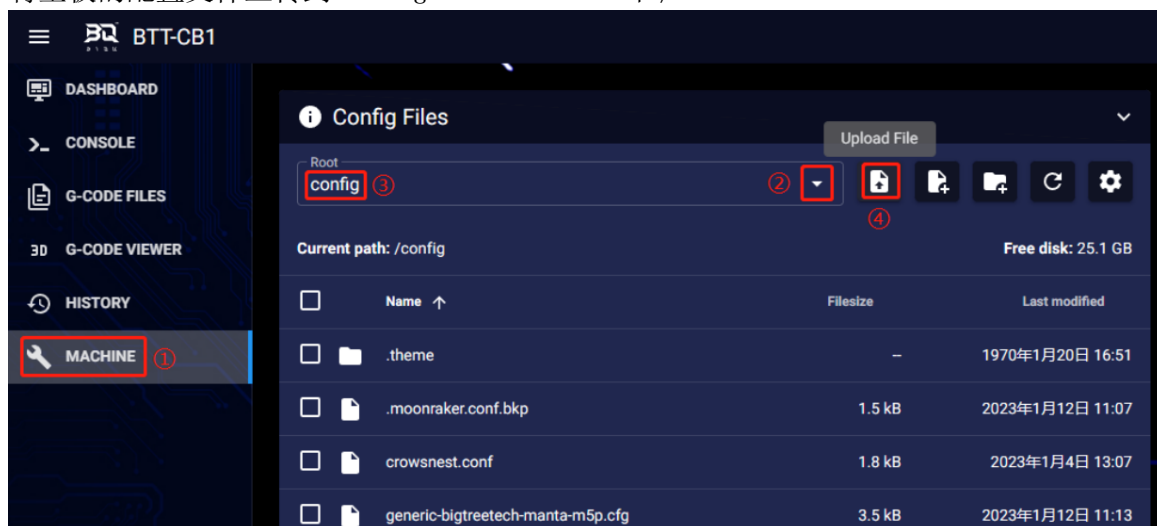 BTT-CB1
DASHBOARD
CONSOLE
G-CODE FILES
3D G-CODE VIEWER
HISTORY
MACHINE ①
Config Files
Upload File
Root
config ③
②
④
Current path: /config Free disk: 25.1 GB
Name ↑ Filesize Last modified
.theme -- 1970年1月20日 16:51
.moonraker.conf.bkp 1.5 kB 2023年1月12日 11:07
crowsnest.conf 1.8 kB 2023年1月4日 13:07
generic-bigtreetech-manta-m5p.cfg 3.5 kB 2023年1月12日 11:13